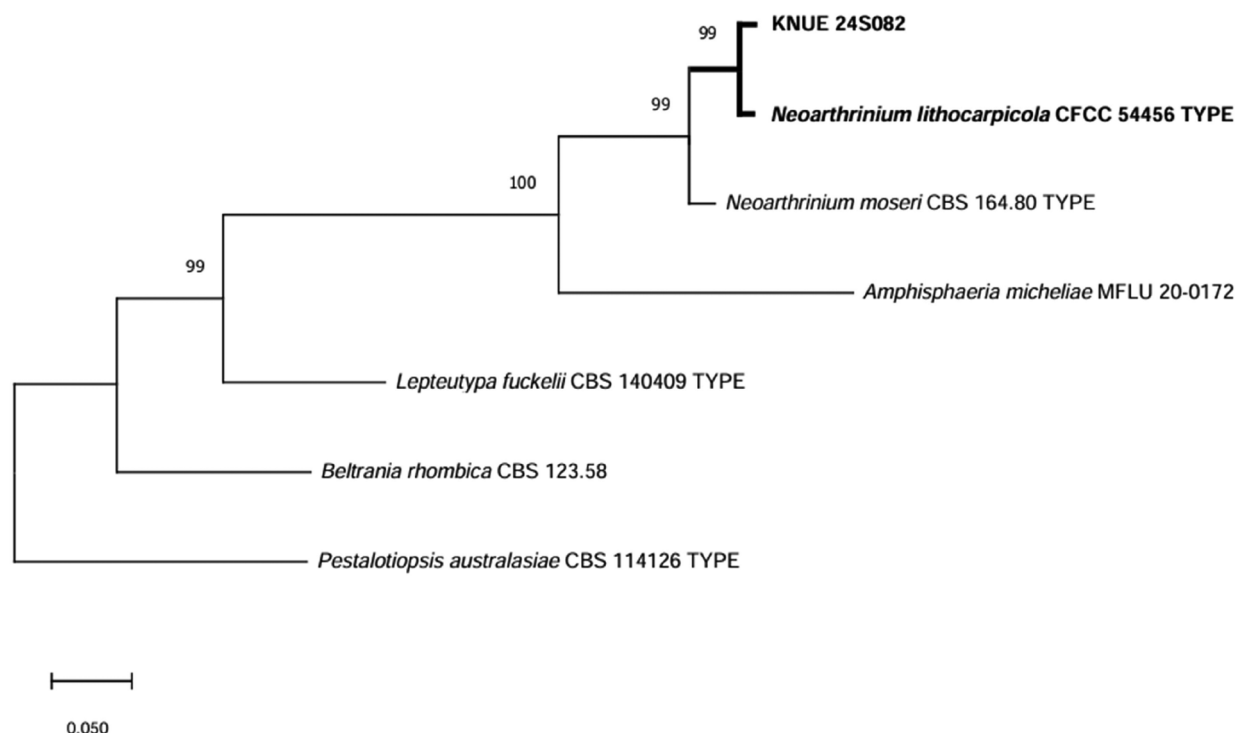 KNUE 24S082
99
99
Neoarthrinium lithocarpicola CFCC 54456 TYPE
100
Neoarthrinium moseri CBS 164.80 TYPE
99
Amphisphaeria micheliae MFLU 20-0172
Lepteutypa fuckelii CBS 140409 TYPE
Beltrania rhombica CBS 123.58
Pestalotiopsis australasiae CBS 114126 TYPE
0.050